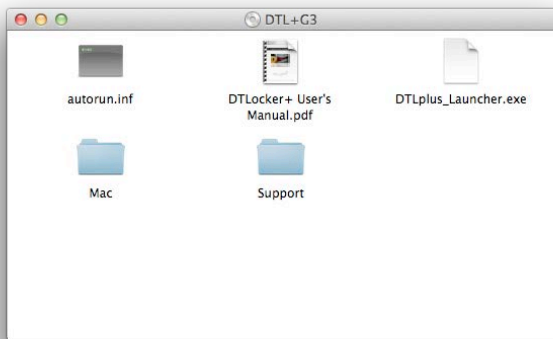 DTL+G3
autorun.inf
DTLocker+ User's
Manual.pdf
DTLplus_Launcher.exe
Mac
Support